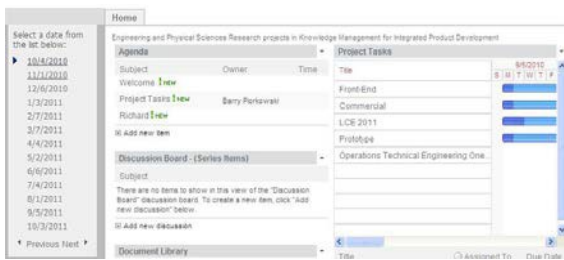 Home
Select a date from
the list below:
10/4/2010
11/1/2010
12/6/2010
1/3/2011
2/7/2011
3/7/2011
4/4/2011
5/2/2011
6/6/2011
7/4/2011
8/1/2011
9/5/2011
10/3/2011
Previous Next
Engineering and Physical Sciences Research projects in Knowledge Management for Integrated Product Development
Agenda
Subject Owner Time
Welcome ! NEW
Project Tasks ! NEW Barry Porkowski
Richard ! NEW
Add new item
Discussion Board - (Series Items)
Subject
There are no items to show in this view of the "Discussion
Board" discussion board. To create a new item, click "Add
new discussion" below.
Add new discussion
Document Library
Project Tasks
9/5/2010
Title S M T W T F
Front-End
Commercial
LCE 2011
Prototype
Operations Technical Engineering One...
Title Assigned To Due Date